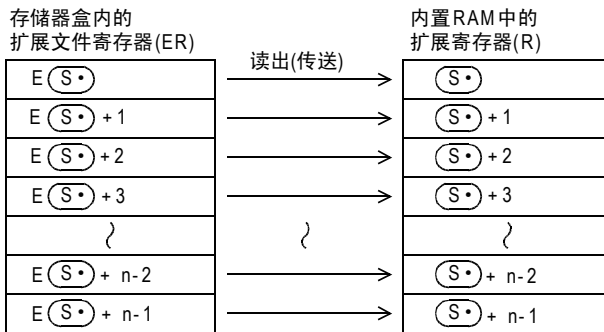 存储器盒内的
扩展文件寄存器(ER)
内置RAM中的
扩展寄存器(R)
读出(传送)
E(S·) (S·)
E(S·)+1 (S·)+1
E(S·)+2 (S·)+2
E(S·)+3 (S·)+3
E(S·)+ n-2 (S·)+ n-2
E(S·)+ n-1 (S·)+ n-1